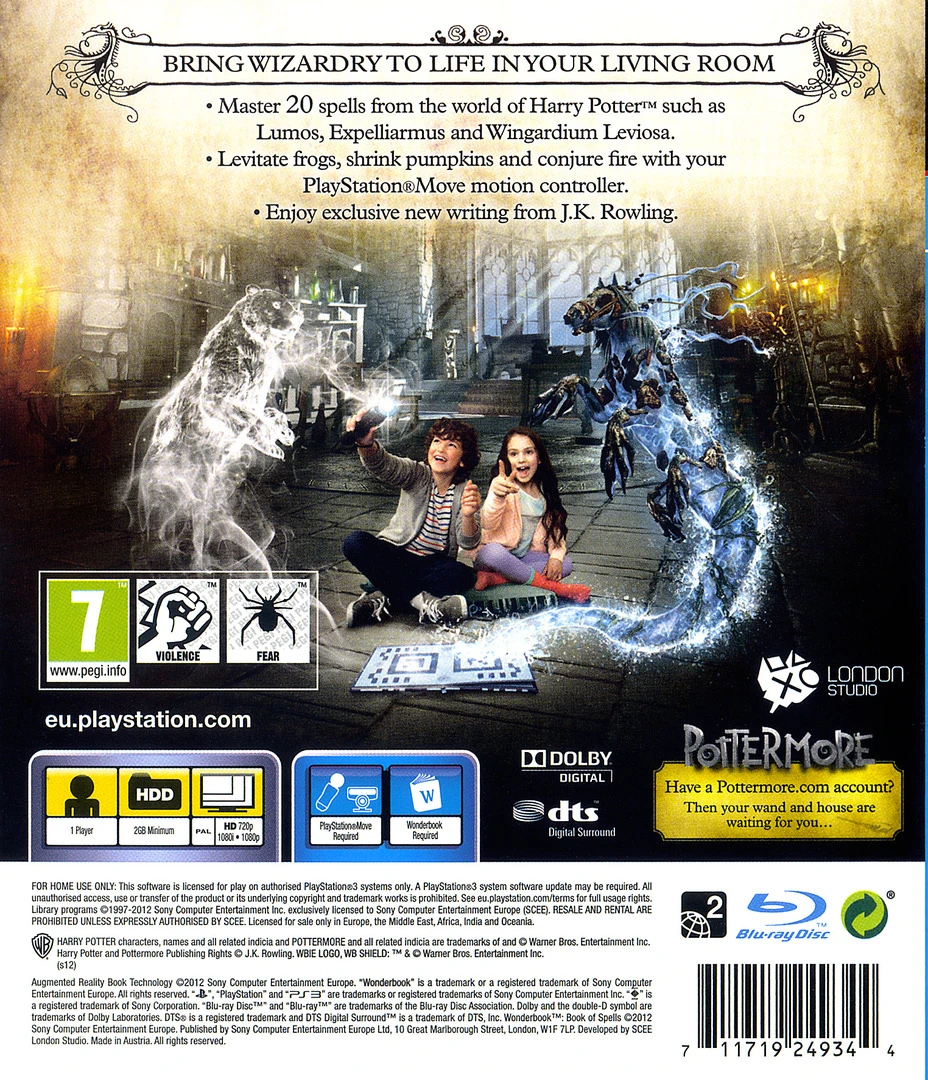 BRING WIZARDRY TO LIFE IN YOUR LIVING ROOM
• Master 20 spells from the world of Harry Potter™ such as
Lumos, Expelliarmus and Wingardium Leviosa.
• Levitate frogs, shrink pumpkins and conjure fire with your
PlayStation®Move motion controller.
• Enjoy exclusive new writing from J.K. Rowling.
7 ™
www.pegi.info
™
VIOLENCE
™
FEAR
LONDON
STUDIO
eu.playstation.com
POTTERMORE
Have a Pottermore.com account?
Then your wand and house are
waiting for you...
1 Player
HDD
2GB Minimum
PAL
HD 720p
1080i • 1080p
PlayStation®Move
Required
W
Wonderbook
Required
DOLBY
DIGITAL
dts™
Digital Surround
FOR HOME USE ONLY: This software is licensed for play on authorised PlayStation®3 systems only. A PlayStation®3 system software update may be required. All
unauthorised access, use or transfer of the product or its underlying copyright and trademark works is prohibited. See eu.playstation.com/terms for full usage rights.
Library programs ©1997-2012 Sony Computer Entertainment Inc. exclusively licensed to Sony Computer Entertainment Europe (SCEE). RESALE AND RENTAL ARE
PROHIBITED UNLESS EXPRESSLY AUTHORISED BY SCEE. Licensed for sale only in Europe, the Middle East, Africa, India and Oceania.
WB
HARRY POTTER characters, names and all related indicia and POTTERMORE and all related indicia are trademarks of and © Warner Bros. Entertainment Inc.
Harry Potter and Pottermore Publishing Rights © J.K. Rowling. WBIE LOGO, WB SHIELD: ™ & © Warner Bros. Entertainment Inc.
(s12)
Augmented Reality Book Technology ©2012 Sony Computer Entertainment Europe. "Wonderbook" is a trademark or a registered trademark of Sony Computer
Entertainment Europe. All rights reserved. "PS", "PlayStation" and "PS3" are trademarks or registered trademarks of Sony Computer Entertainment Inc. "" is
a registered trademark of Sony Corporation. "Blu-ray Disc™" and "Blu-ray™" are trademarks of the Blu-ray Disc Association. Dolby and the double-D symbol are
trademarks of Dolby Laboratories. DTS® is a registered trademark and DTS Digital Surround™ is a trademark of DTS, Inc. Wonderbook™: Book of Spells ©2012
Sony Computer Entertainment Europe. Published by Sony Computer Entertainment Europe Ltd, 10 Great Marlborough Street, London, W1F 7LP. Developed by SCEE
London Studio. Made in Austria. All rights reserved.
2
Blu-ray Disc™
®
7 11719 24934 4